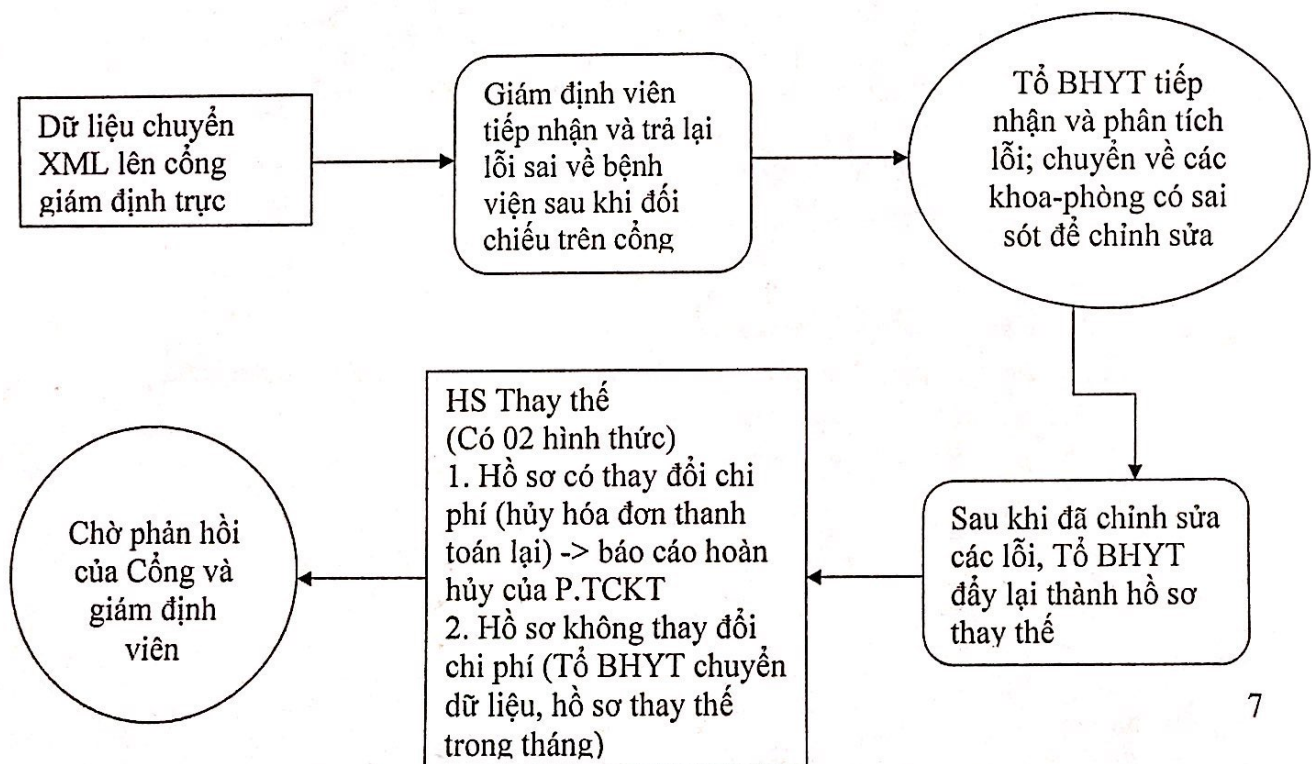 Dữ liệu chuyển
XML lên cổng
giám định trực
Giám định viên
tiếp nhận và trả lại
lỗi sai về bệnh
viện sau khi đối
chiếu trên cổng
Tổ BHYT tiếp
nhận và phân tích
lỗi; chuyển về các
khoa-phòng có sai
sót để chỉnh sửa
Sau khi đã chỉnh sửa
các lỗi, Tổ BHYT
đẩy lại thành hồ sơ
thay thế
HS Thay thế
(Có 02 hình thức)
1. Hồ sơ có thay đổi chi
phí (hủy hóa đơn thanh
toán lại) -> báo cáo hoàn
hủy của P.TCKT
2. Hồ sơ không thay đổi
chi phí (Tổ BHYT chuyển
dữ liệu, hồ sơ thay thế
trong tháng)
Chờ phản hồi
của Cổng và
giám định
viên
7